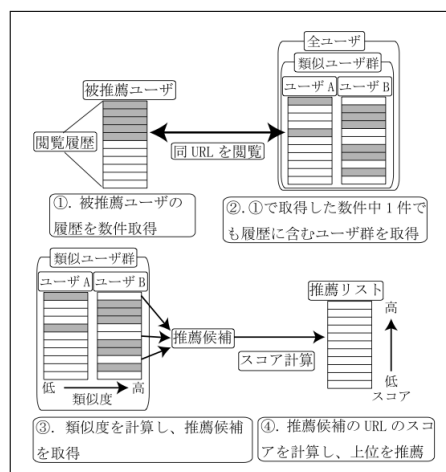 全ユーザ
類似ユーザ群
被推薦ユーザ
ユーザA ユーザB
閲覧履歴
同URLを閲覧
①. 被推薦ユーザの
履歴を数件取得
②.①で取得した数件中1件で
も履歴に含むユーザ群を取得
類似ユーザ群
ユーザA ユーザB
推薦リスト
高
推薦候補
スコア計算
低
スコア
低 高
類似度
③. 類似度を計算し、推薦候補
を取得
④. 推薦候補のURLのスコ
アを計算し、上位を推薦